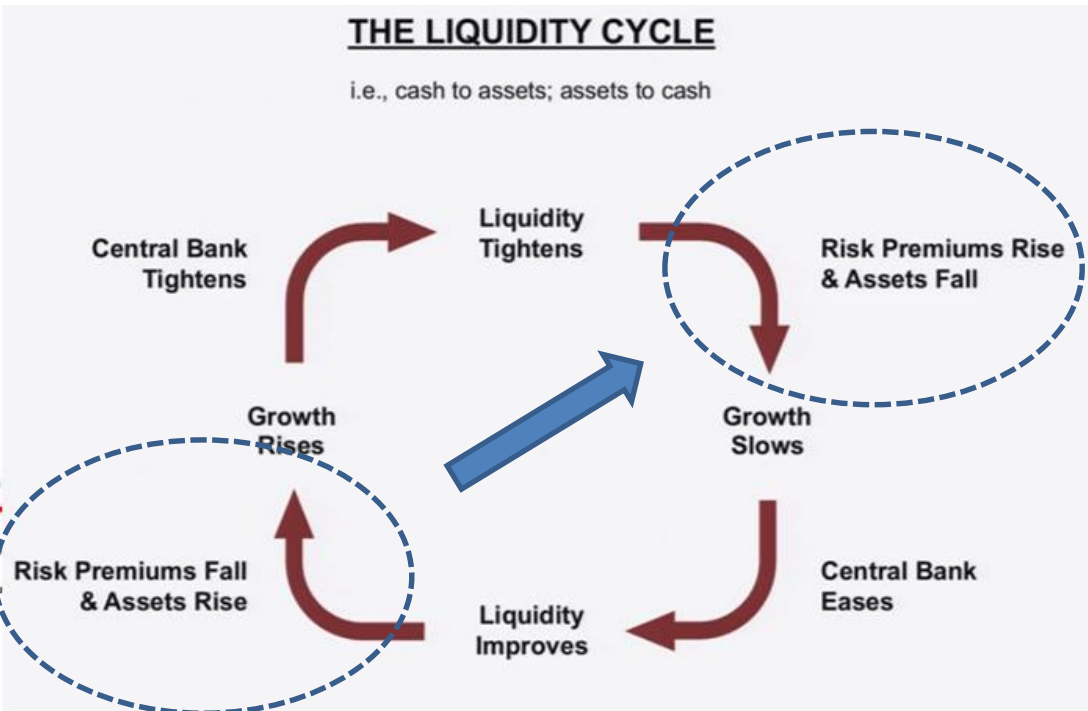 THE LIQUIDITY CYCLE
i.e., cash to assets; assets to cash
Liquidity
Tightens
Central Bank
Tightens
Risk Premiums Rise
& Assets Fall
Growth
Rises
Growth
Slows
Risk Premiums Fall
& Assets Rise
Central Bank
Eases
Liquidity
Improves